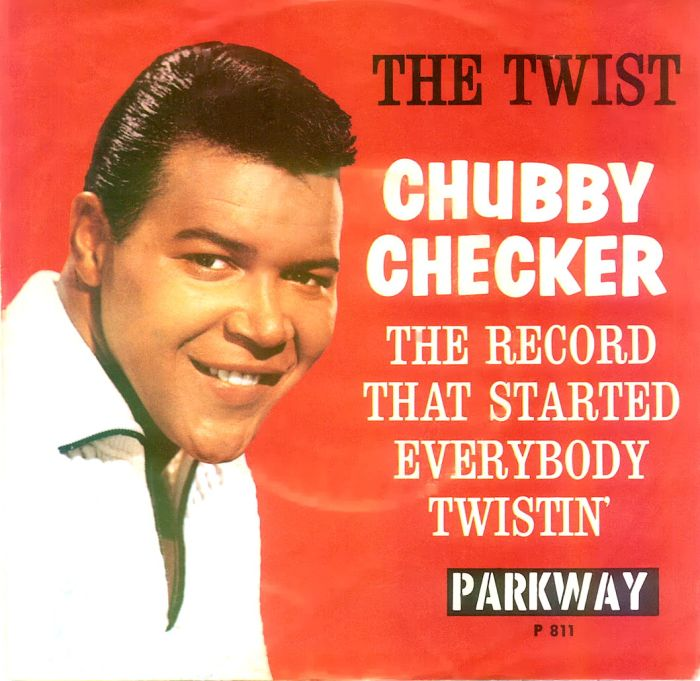 THE TWIST
CHUBBY
CHECKER
THE RECORD
THAT STARTED
EVERYBODY
TWISTIN'
PARKWAY
P 811